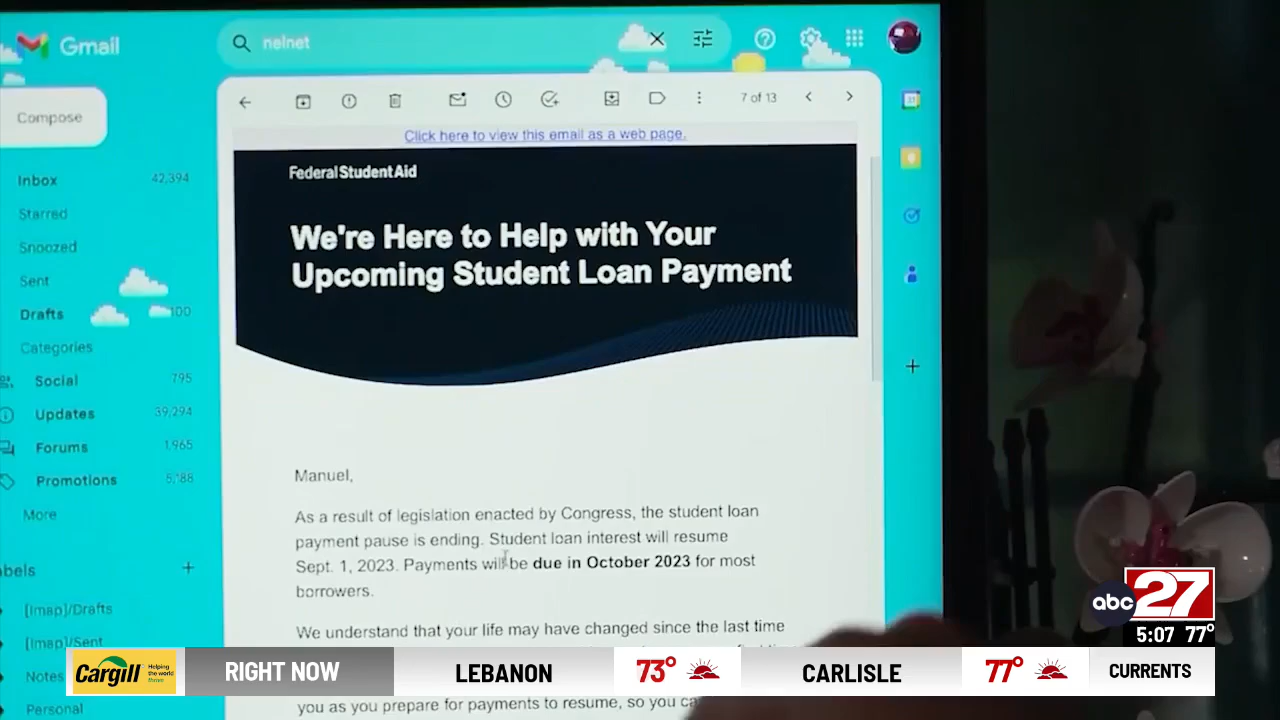 Gmail
nelnet
Compose
7 of 13
Click here to view this email as a web page.
Inbox 42,394
Starred
Snoozed
Sent
Drafts 100
Categories
Social 795
Updates 39,294
Forums 1,965
Promotions 5,188
More
abels
[Imap]/Drafts
[Imap]/Sent
Notes
Personal
Federal Student Aid
We're Here to Help with Your
Upcoming Student Loan Payment
Manuel,
As a result of legislation enacted by Congress, the student loan
payment pause is ending. Student loan interest will resume
Sept. 1, 2023. Payments will be due in October 2023 for most
borrowers.
We understand that your life may have changed since the last time
you as you prepare for payments to resume, so you ca
abc 27
5:07 77°
Cargill Helping the world thrive
RIGHT NOW LEBANON 73° CARLISLE 77° CURRENTS